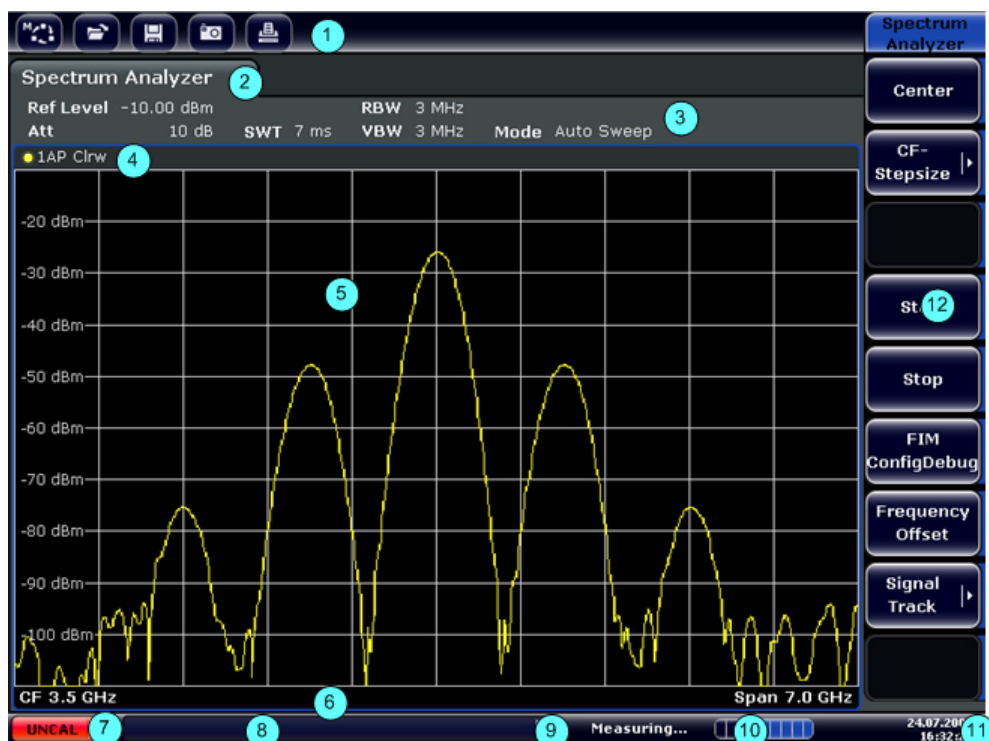 M
1
Spectrum Analyzer
Spectrum Analyzer 2
Ref Level -10.00 dBm RBW 3 MHz
Att 10 dB SWT 7 ms VBW 3 MHz Mode Auto Sweep
3
1AP Clrw 4
-20 dBm
-30 dBm
5
-40 dBm
-50 dBm
-60 dBm
-70 dBm
-80 dBm
-90 dBm
-100 dBm
CF 3.5 GHz 6 Span 7.0 GHz
Center
CF-
Stepsize
12
Stop
FIM
ConfigDebug
Frequency
Offset
Signal
Track
UNCAL 7 8 9 Measuring... 10
11